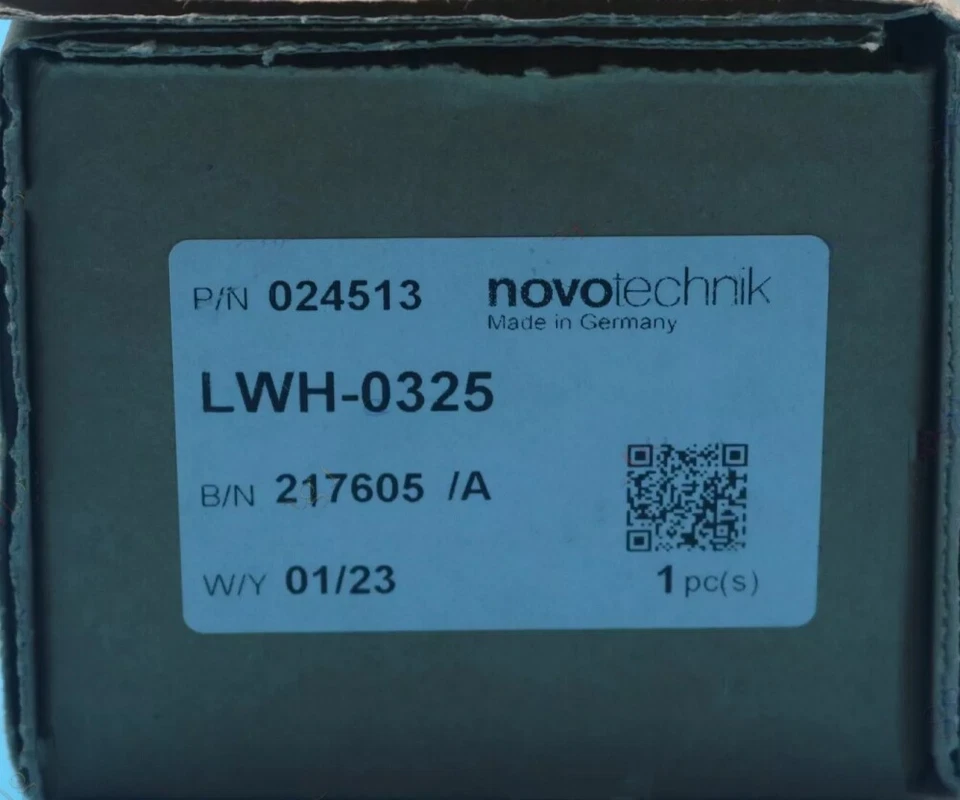 P/N 024513 novotechnik
Made in Germany
LWH-0325
B/N 217605 /A
W/Y 01/23 1 pc(s)